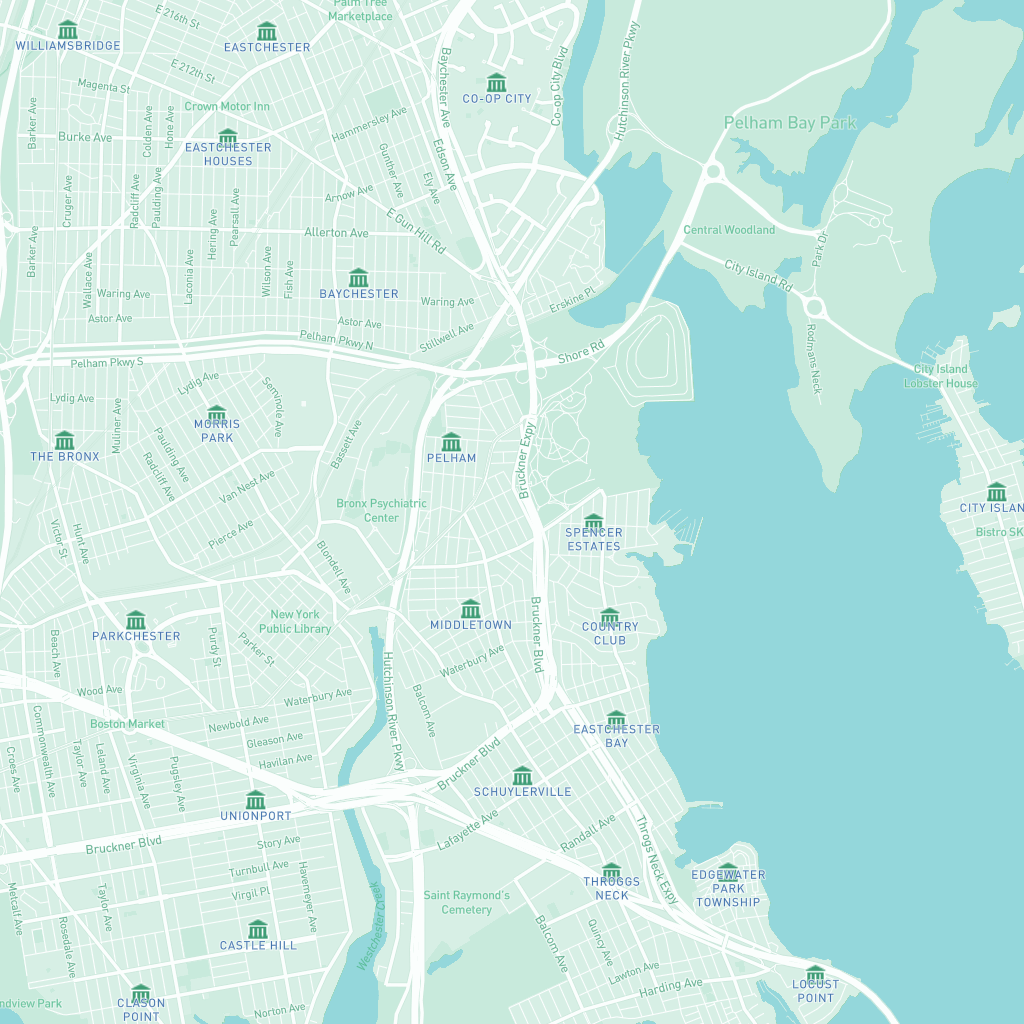 Palm Tree
Marketplace
E 216th St
WILLIAMSBRIDGE
EASTCHESTER
E 212th St
Magenta St
CO-OP CITY
Baychester Ave
Co-op City Blvd
Hutchinson River Pkwy
Crown Motor Inn
Barker Ave
Burke Ave
Colden Ave
Hone Ave
Hammersley Ave
Pelham Bay Park
EASTCHESTER
HOUSES
Gunther Ave
Edson Ave
Ely Ave
Cruger Ave
Radcliff Ave
Paulding Ave
Pearsall Ave
Hering Ave
Arnow Ave
E Gun Hill Rd
Allerton Ave
Central Woodland
Park Dr
Barker Ave
Wallace Ave
Laconia Ave
Wilson Ave
Fish Ave
BAYCHESTER
City Island Rd
Waring Ave
Waring Ave
Erskine Pl
Astor Ave
Astor Ave
Stillwell Ave
Pelham Pkwy N
Pelham Pkwy S
Shore Rd
Rodmans Neck
City Island
Lobster House
Lydig Ave
Lydig Ave
Seminole Ave
MORRIS
PARK
Muliner Ave
Paulding Ave
Radcliff Ave
Bassett Ave
THE BRONX
PELHAM
Bruckner Expy
Van Nest Ave
Bronx Psychiatric
Center
CITY ISLAN
Bistro SK
Victor St
Hunt Ave
Pierce Ave
SPENCER
ESTATES
Blondell Ave
New York
Public Library
PARKCHESTER
MIDDLETOWN
Bruckner Blvd
COUNTRY
CLUB
Beach Ave
Purdy St
Parker St
Hutchinson River Pkwy
Waterbury Ave
Wood Ave
Waterbury Ave
Balcom Ave
Boston Market
Newbold Ave
EASTCHESTER
BAY
Croes Ave
Commonwealth Ave
Taylor Ave
Leland Ave
Virginia Ave
Pugsley Ave
Gleason Ave
Havilan Ave
Bruckner Blvd
SCHUYLERVILLE
UNIONPORT
Lafayette Ave
Randall Ave
Throgs Neck Expy
Bruckner Blvd
Story Ave
Turnbull Ave
Virgil Pl
Havemeyer Ave
THROGGS
NECK
EDGEWATER
PARK
TOWNSHIP
Metcalf Ave
Taylor Ave
Rosedale Ave
Saint Raymond's
Cemetery
Westchester Creek
CASTLE HILL
Balcom Ave
Quincy Ave
Lawton Ave
Harding Ave
LOCUST
POINT
ndview Park
CLASON
POINT
Norton Ave